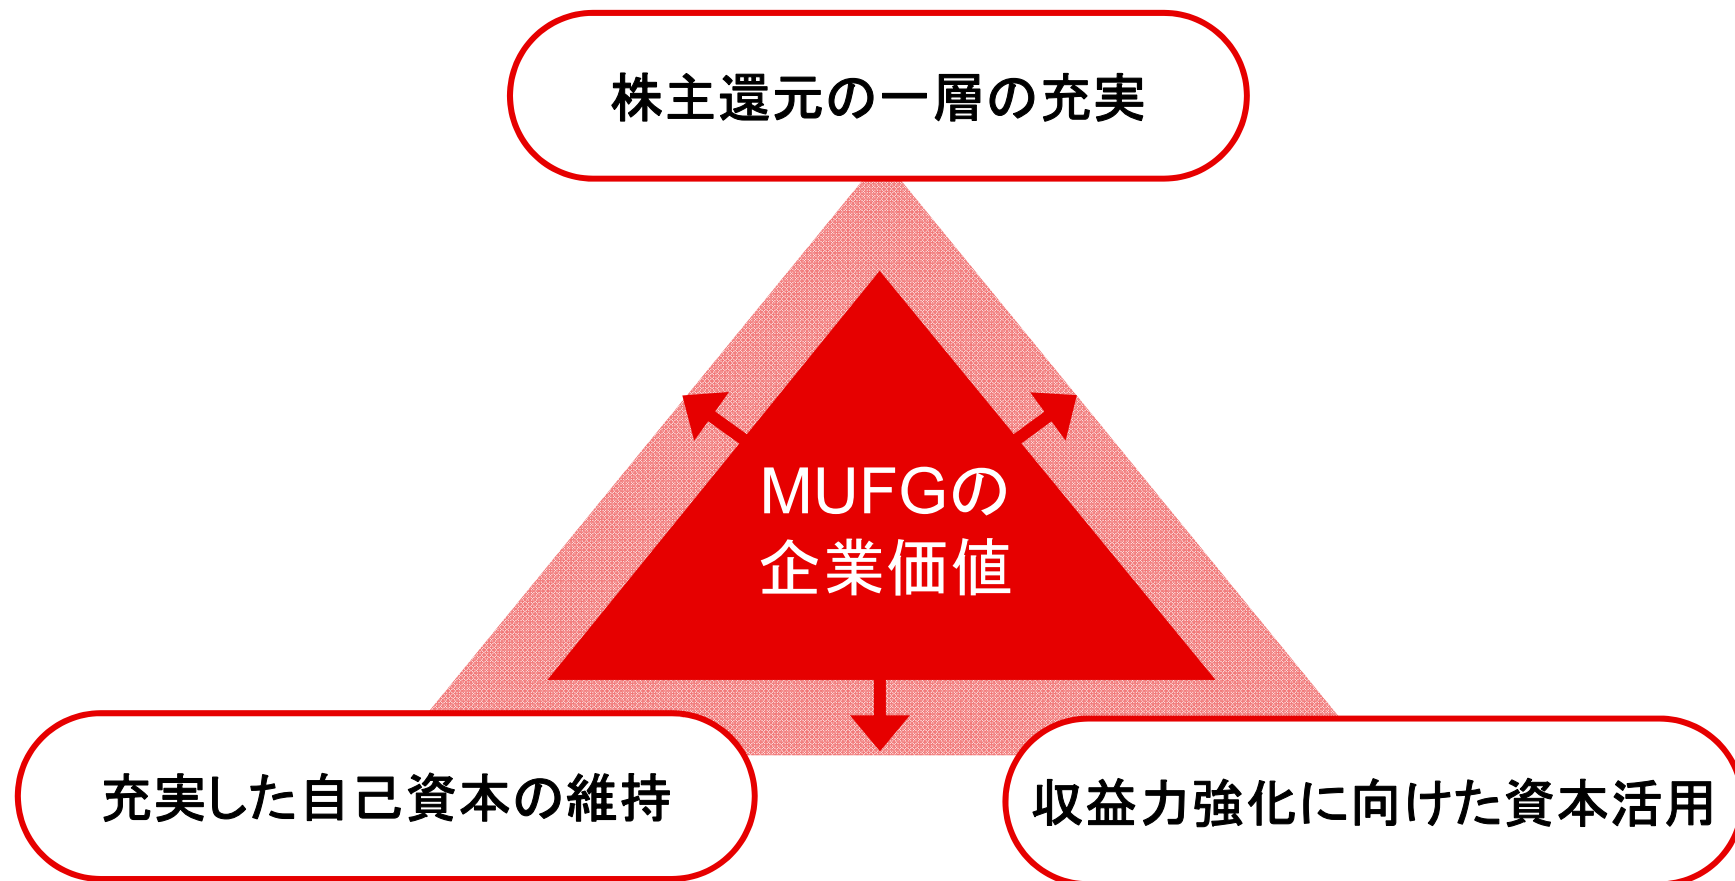 株主還元の一層の充実
MUFGの
企業価値
充実した自己資本の維持
収益力強化に向けた資本活用